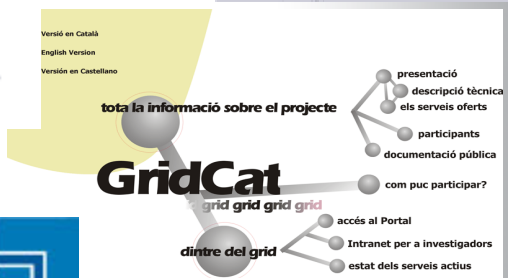 Versió en Català
English Version
Versión en Castellano
presentació
descripció tècnica
els serveis oferts
tota la informació sobre el projecte
participants
documentació pública
GridCat
com puc participar?
grid grid grid grid
accés al Portal
Intranet per a investigadors
dintre del grid
estat dels serveis actius